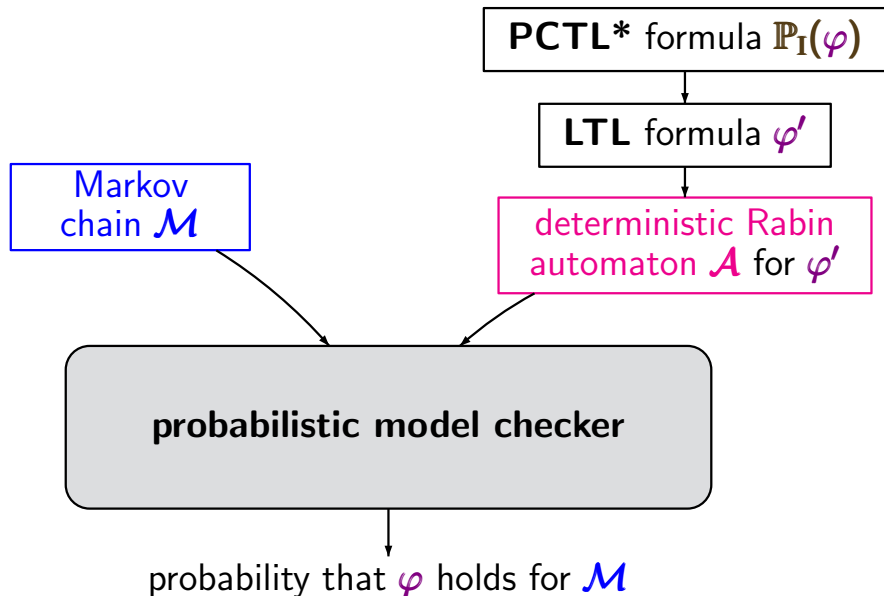 PCTL* formula ℙ_I(φ)
LTL formula φ′
Markov
chain 𝓜
deterministic Rabin
automaton 𝓐 for φ′
probabilistic model checker
probability that φ holds for 𝓜